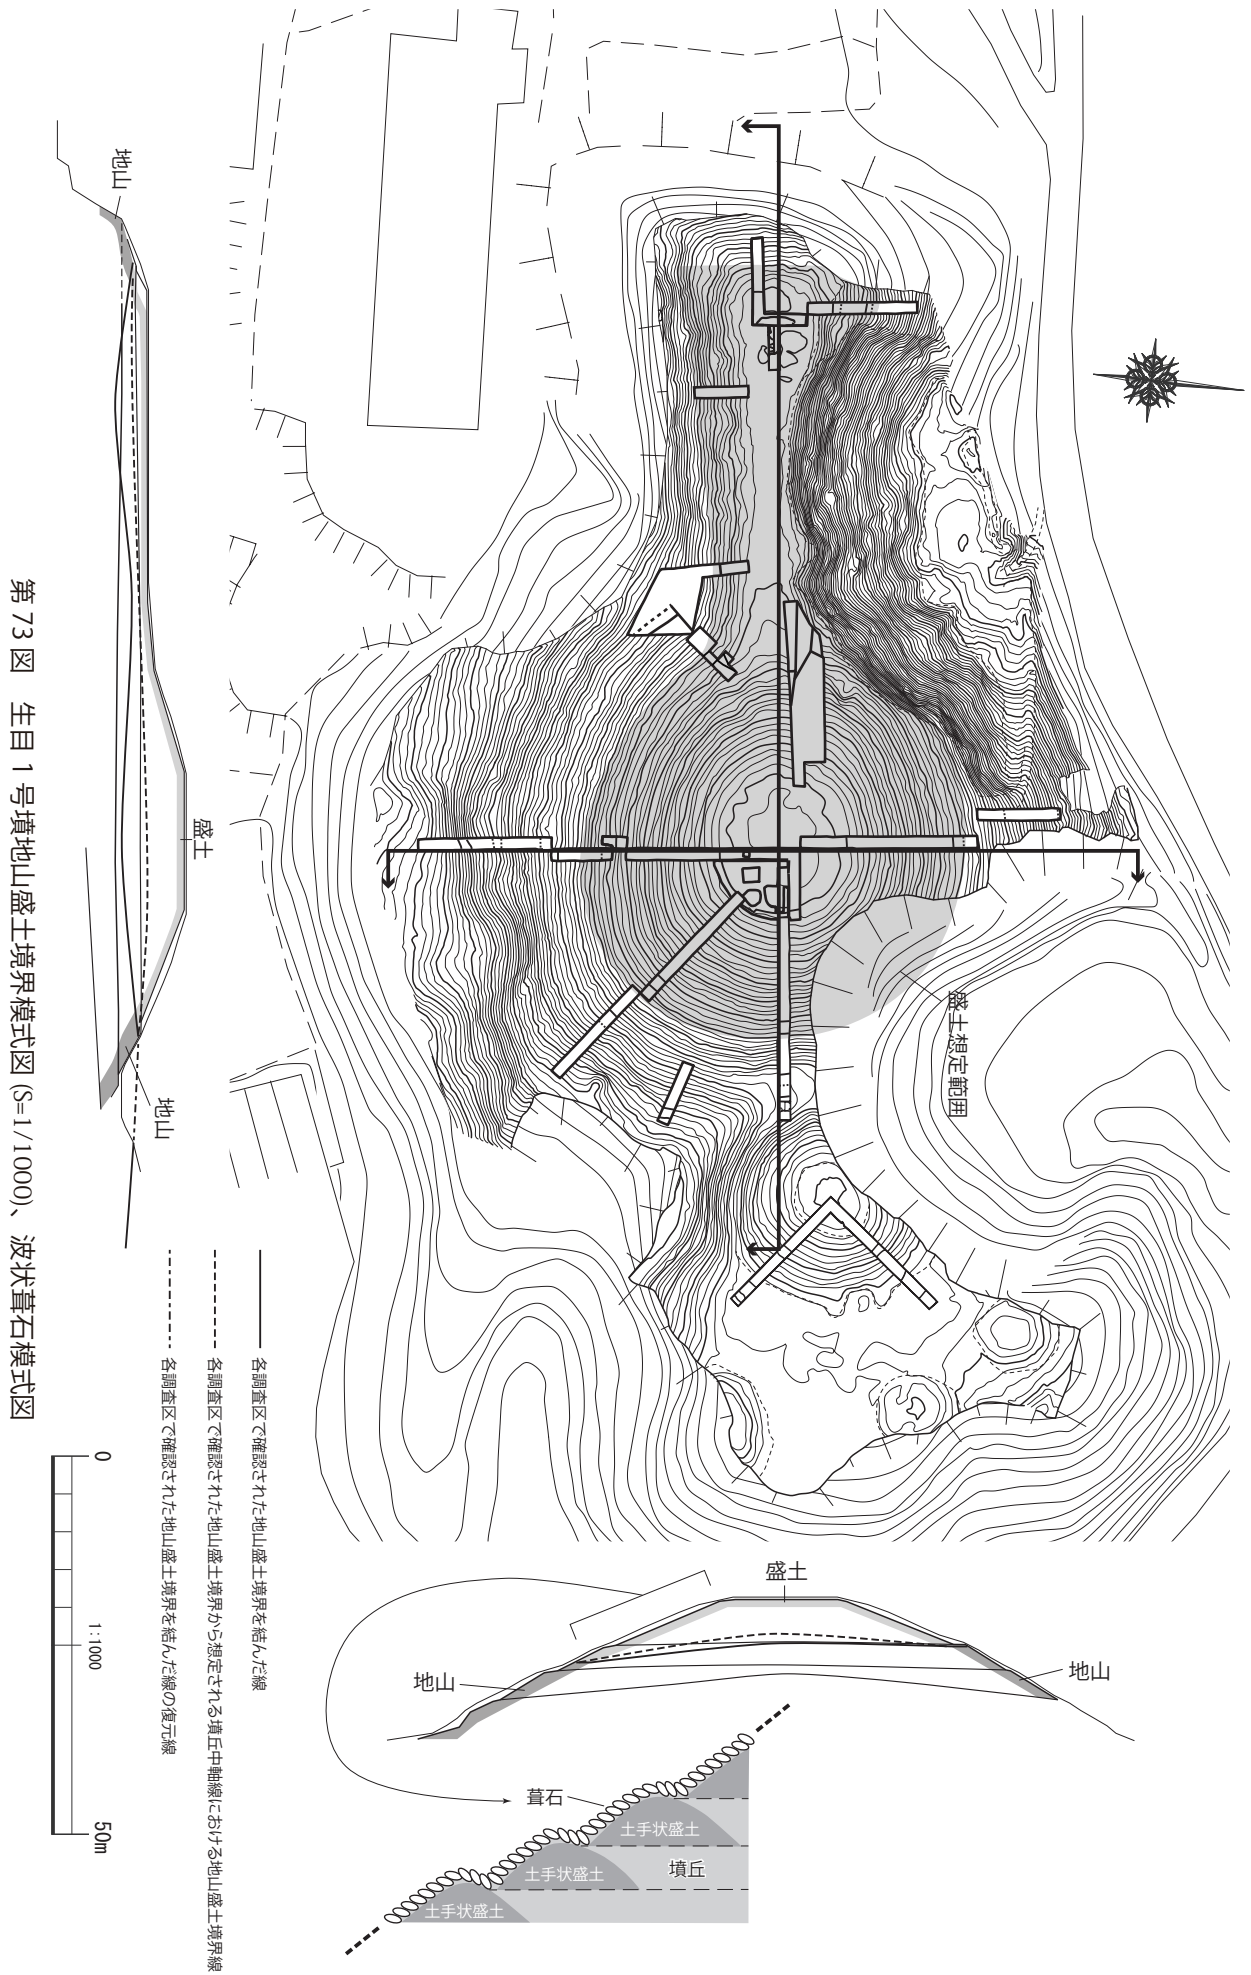 盛土想定範囲
地山
盛土
地山
各調査区で確認された地山盛土境界を結んだ線
各調査区で確認された地山盛土境界から想定される墳丘中軸線における地山盛土境界線
各調査区で確認された地山盛土境界を結んだ線の復元線
盛土
地山
地山
葺石
土手状盛土
土手状盛土
墳丘
土手状盛土
0
1:1000
50m
第73図　生目1号墳地山盛土境界模式図 (S=1/1000)、波状葺石模式図